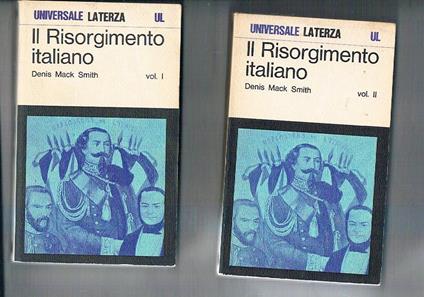 UNIVERSALE LATERZA UL
Il Risorgimento
italiano
Denis Mack Smith vol. I
UNIVERSALE LATERZA UL
Il Risorgimento
italiano
Denis Mack Smith vol. II